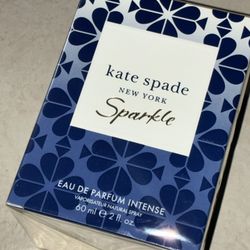 kate spade
NEW YORK
Sparkle
EAU DE PARFUM INTENSE
VAPORISATEUR NATURAL SPRAY
60 ml e 2 fl. oz.